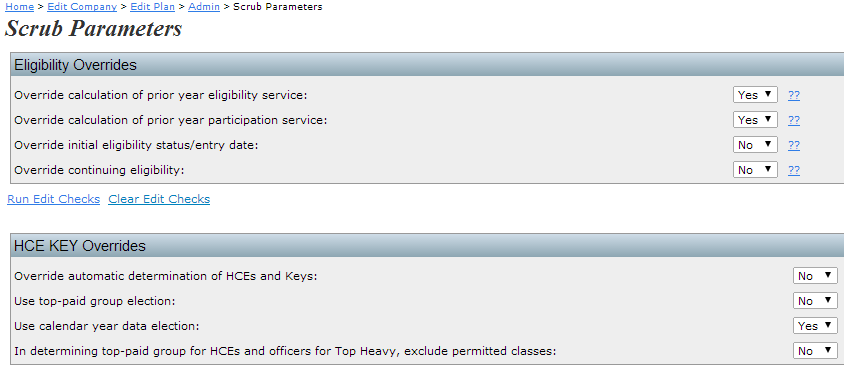 Home > Edit Company > Edit Plan > Admin > Scrub Parameters
Scrub Parameters
Eligibility Overrides
Override calculation of prior year eligibility service: Yes ??
Override calculation of prior year participation service: Yes ??
Override initial eligibility status/entry date: No ??
Override continuing eligibility: No ??
Run Edit Checks Clear Edit Checks
HCE KEY Overrides
Override automatic determination of HCEs and Keys: No
Use top-paid group election: No
Use calendar year data election: Yes
In determining top-paid group for HCEs and officers for Top Heavy, exclude permitted classes: No